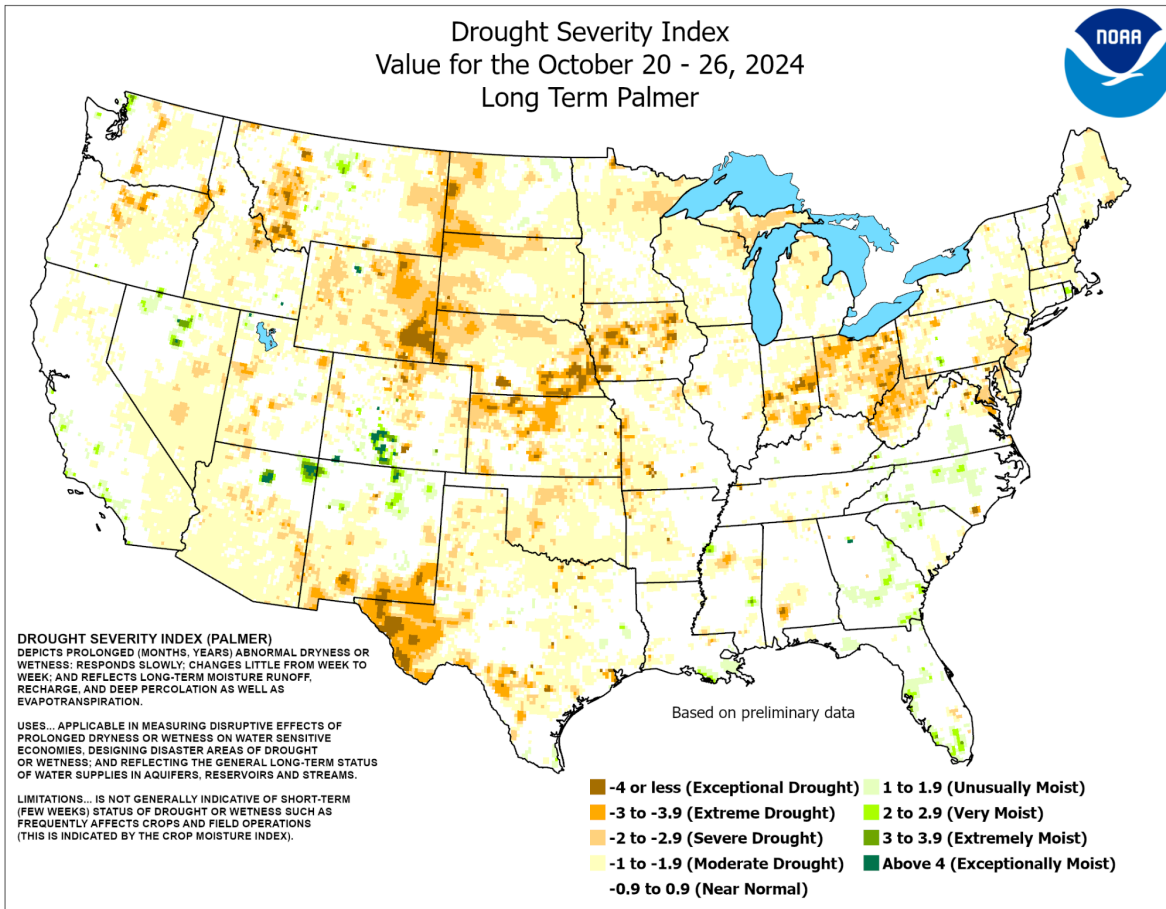 Drought Severity Index
Value for the October 20 - 26, 2024
Long Term Palmer
NOAA
DROUGHT SEVERITY INDEX (PALMER)
DEPICTS PROLONGED (MONTHS, YEARS) ABNORMAL DRYNESS OR
WETNESS: RESPONDS SLOWLY; CHANGES LITTLE FROM WEEK TO
WEEK; AND REFLECTS LONG-TERM MOISTURE RUNOFF,
RECHARGE, AND DEEP PERCOLATION AS WELL AS
EVAPOTRANSPIRATION.
USES... APPLICABLE IN MEASURING DISRUPTIVE EFFECTS OF
PROLONGED DRYNESS OR WETNESS ON WATER SENSITIVE
ECONOMIES, DESIGNING DISASTER AREAS OF DROUGHT
OR WETNESS; AND REFLECTING THE GENERAL LONG-TERM STATUS
OF WATER SUPPLIES IN AQUIFERS, RESERVOIRS AND STREAMS.
LIMITATIONS... IS NOT GENERALLY INDICATIVE OF SHORT-TERM
(FEW WEEKS) STATUS OF DROUGHT OR WETNESS SUCH AS
FREQUENTLY AFFECTS CROPS AND FIELD OPERATIONS
(THIS IS INDICATED BY THE CROP MOISTURE INDEX).
Based on preliminary data
-4 or less (Exceptional Drought)
-3 to -3.9 (Extreme Drought)
-2 to -2.9 (Severe Drought)
-1 to -1.9 (Moderate Drought)
-0.9 to 0.9 (Near Normal)
1 to 1.9 (Unusually Moist)
2 to 2.9 (Very Moist)
3 to 3.9 (Extremely Moist)
Above 4 (Exceptionally Moist)